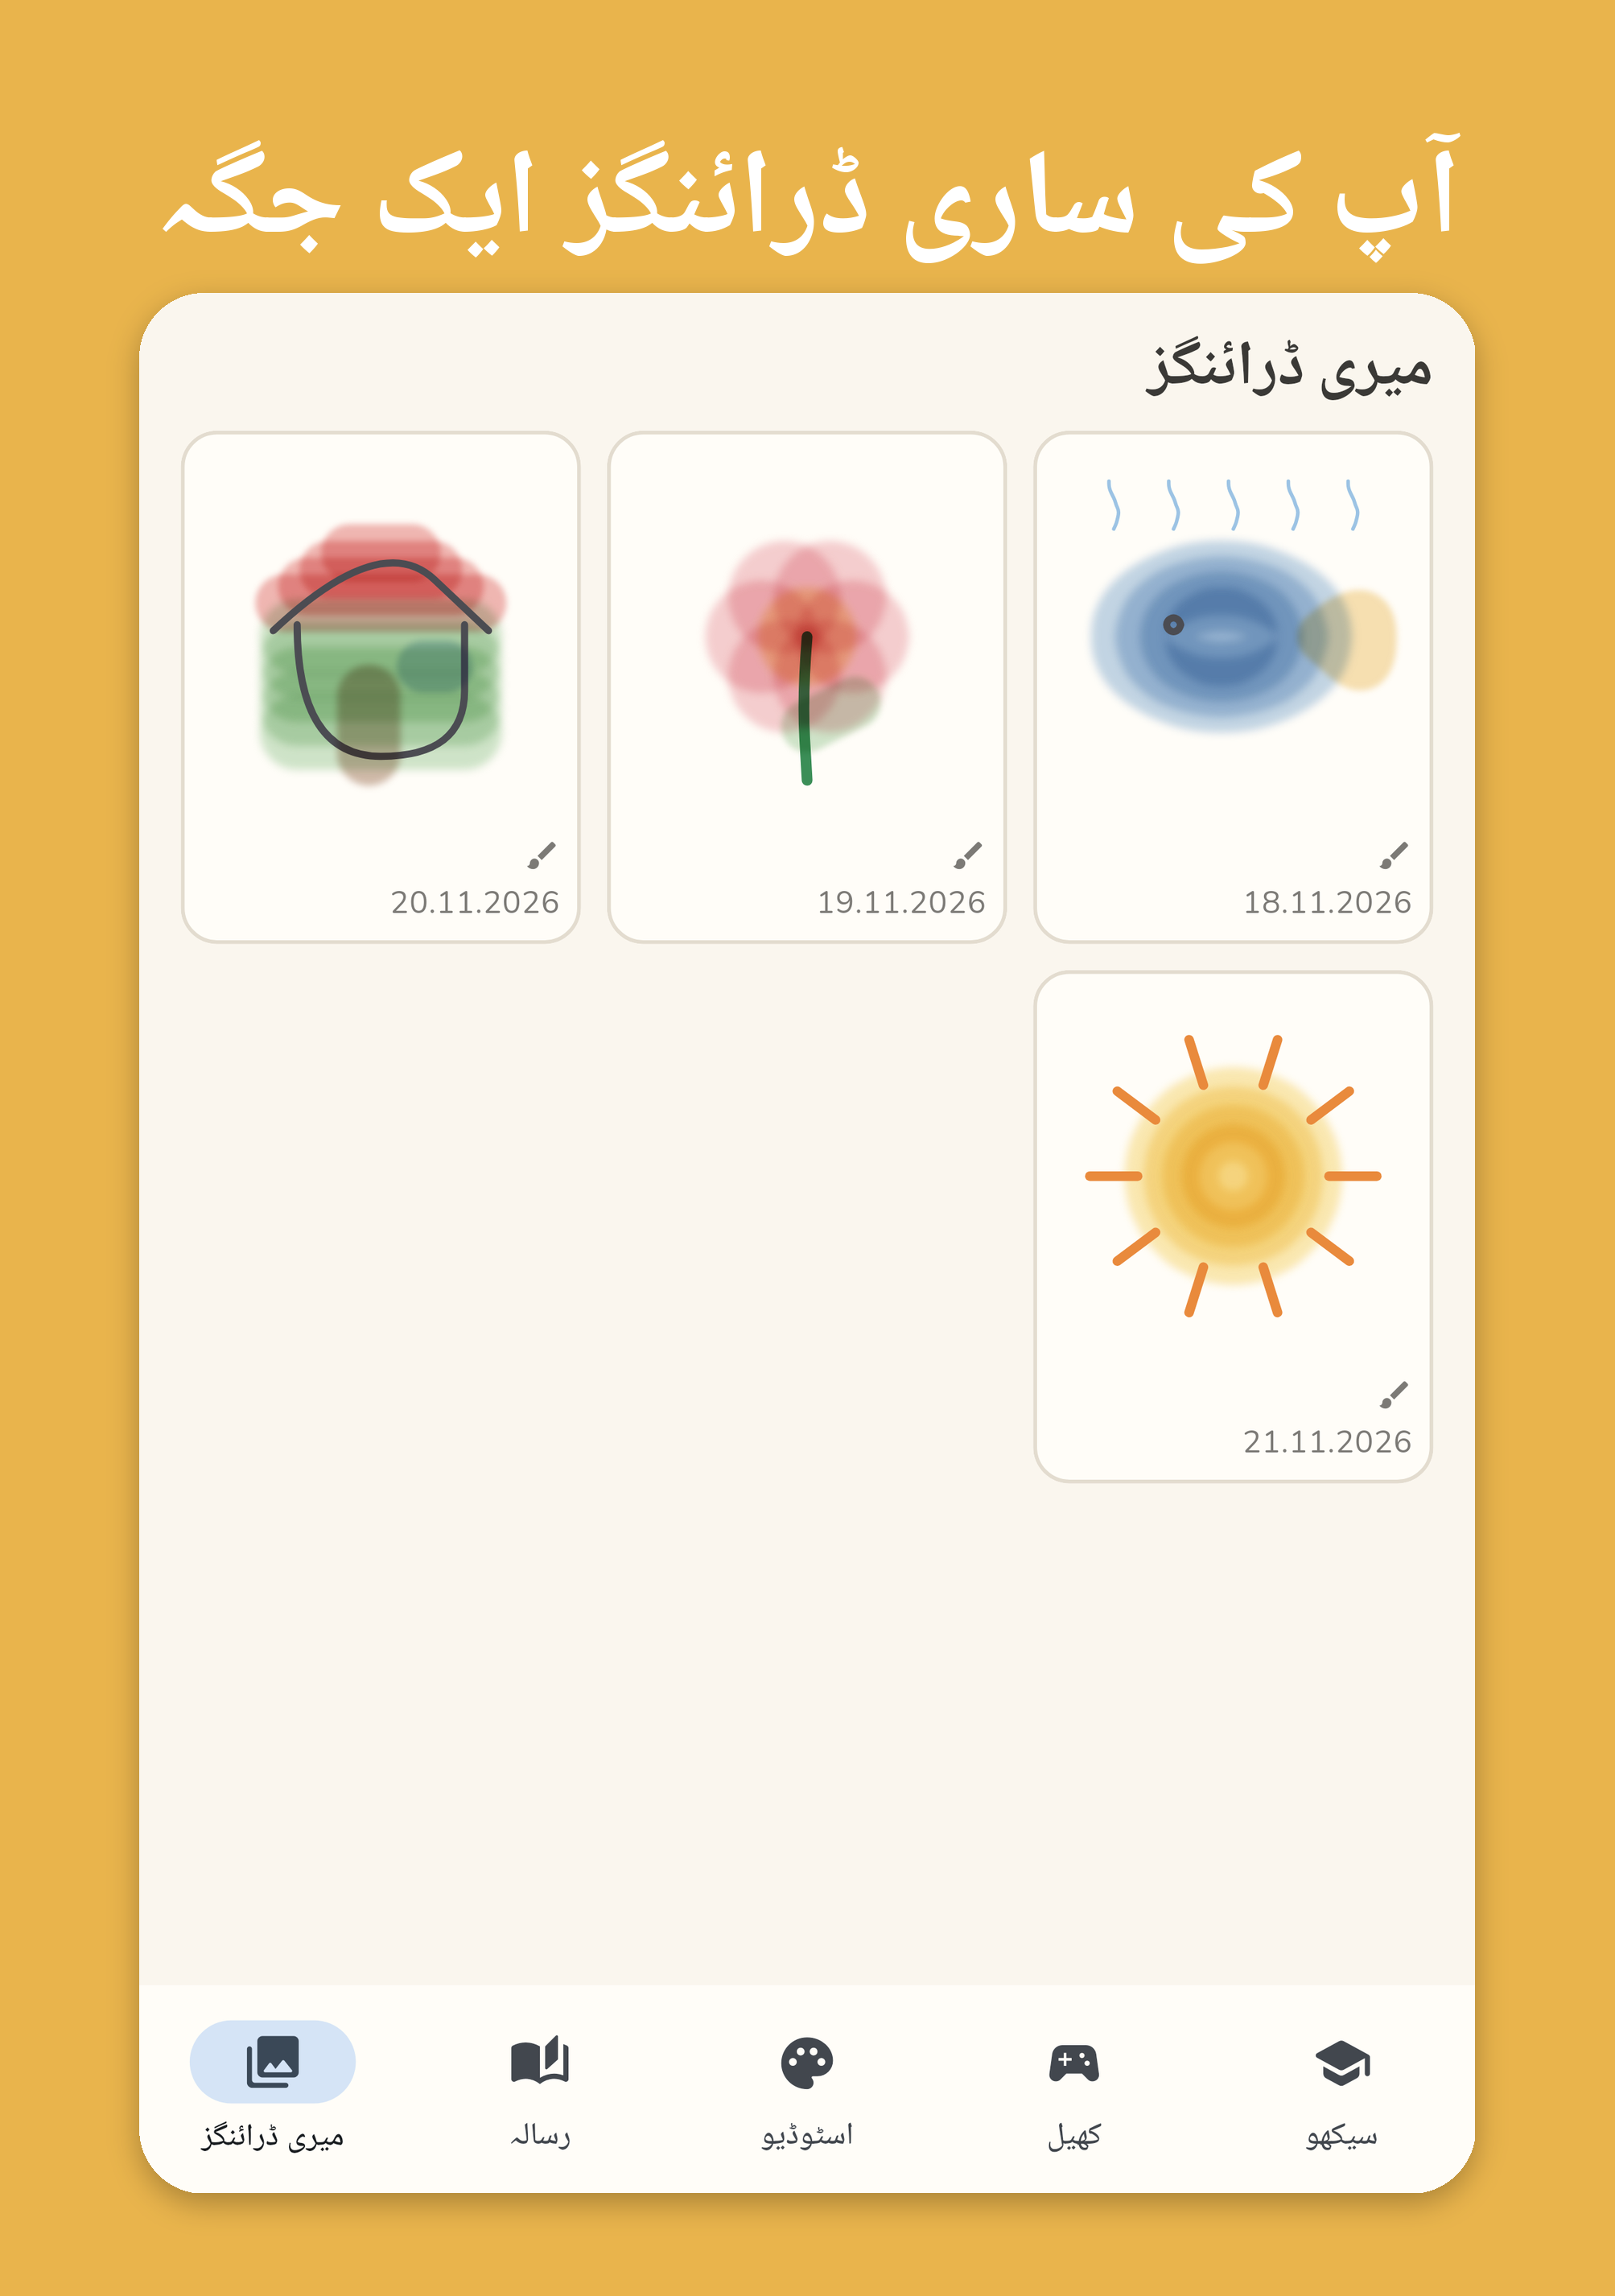 آپ کی ساری ڈرائنگز ایک جگہ
میری ڈرائنگز
18.11.2026
19.11.2026
20.11.2026
21.11.2026
سیکھو
کھیل
اسٹوڈیو
رسالہ
میری ڈرائنگز